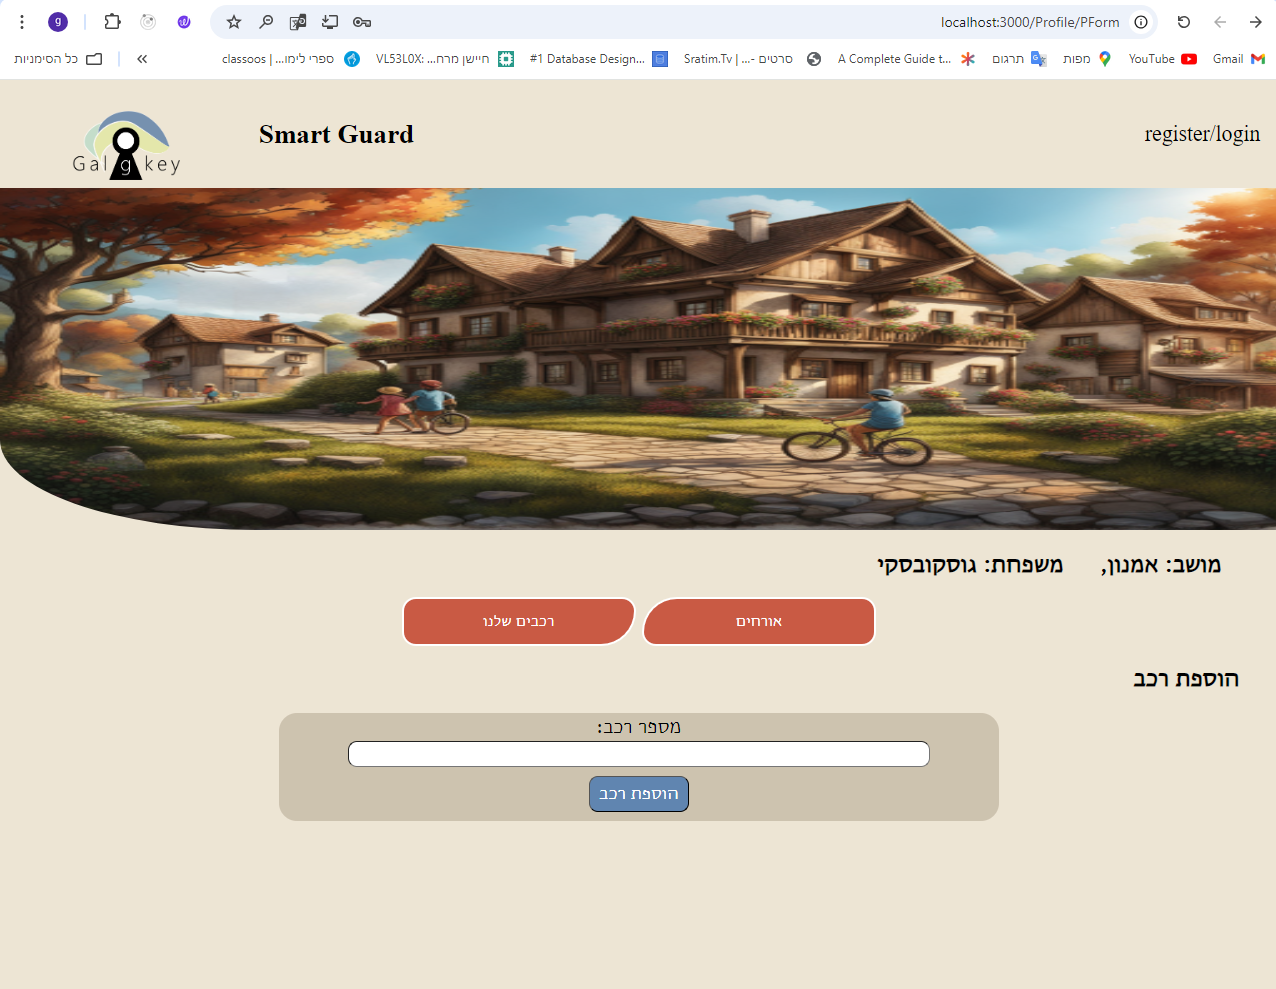 g
localhost:3000/Profile/PForm
כל הסימניות
«
classoos | ספרי לימו...
VL53L0X: חיישן מרח...
#1 Database Design...
Sratim.Tv | סרטים -...
A Complete Guide t...
תרגום
מפות
YouTube
Gmail
Gal g key
Smart Guard
register/login
מושב: אמנון, משפחת: גוסקובסקי
אורחים
רכבים שלנו
הוספת רכב
מספר רכב:
הוספת רכב